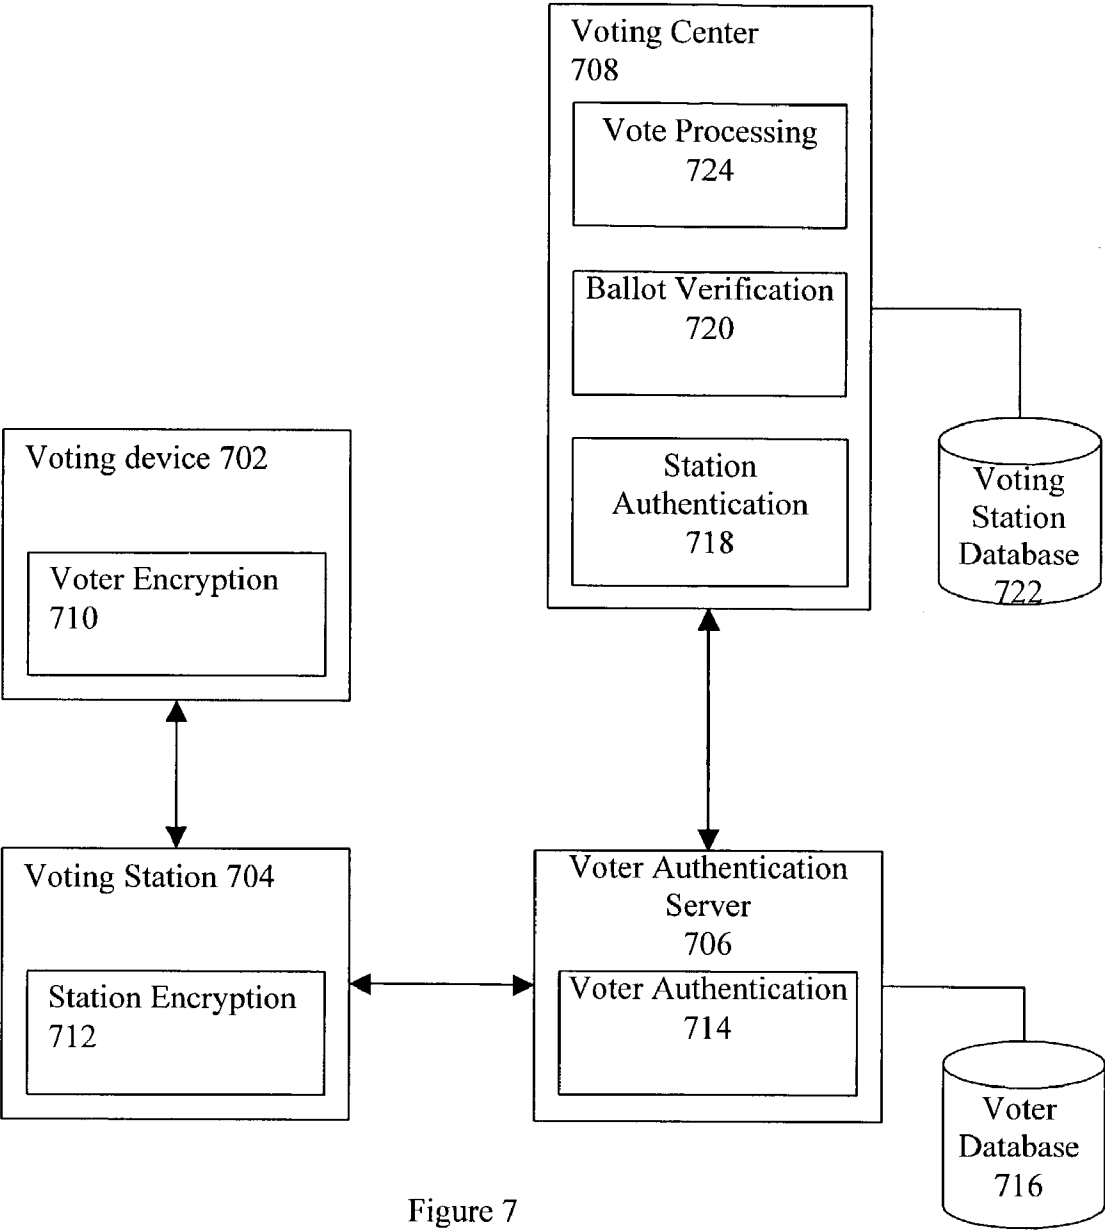 Voting Center
708
Vote Processing
724
Ballot Verification
720
Station
Authentication
718
Voting
Station
Database
722
Voting device 702
Voter Encryption
710
Voting Station 704
Station Encryption
712
Voter Authentication
Server
706
Voter Authentication
714
Voter
Database
716
Figure 7